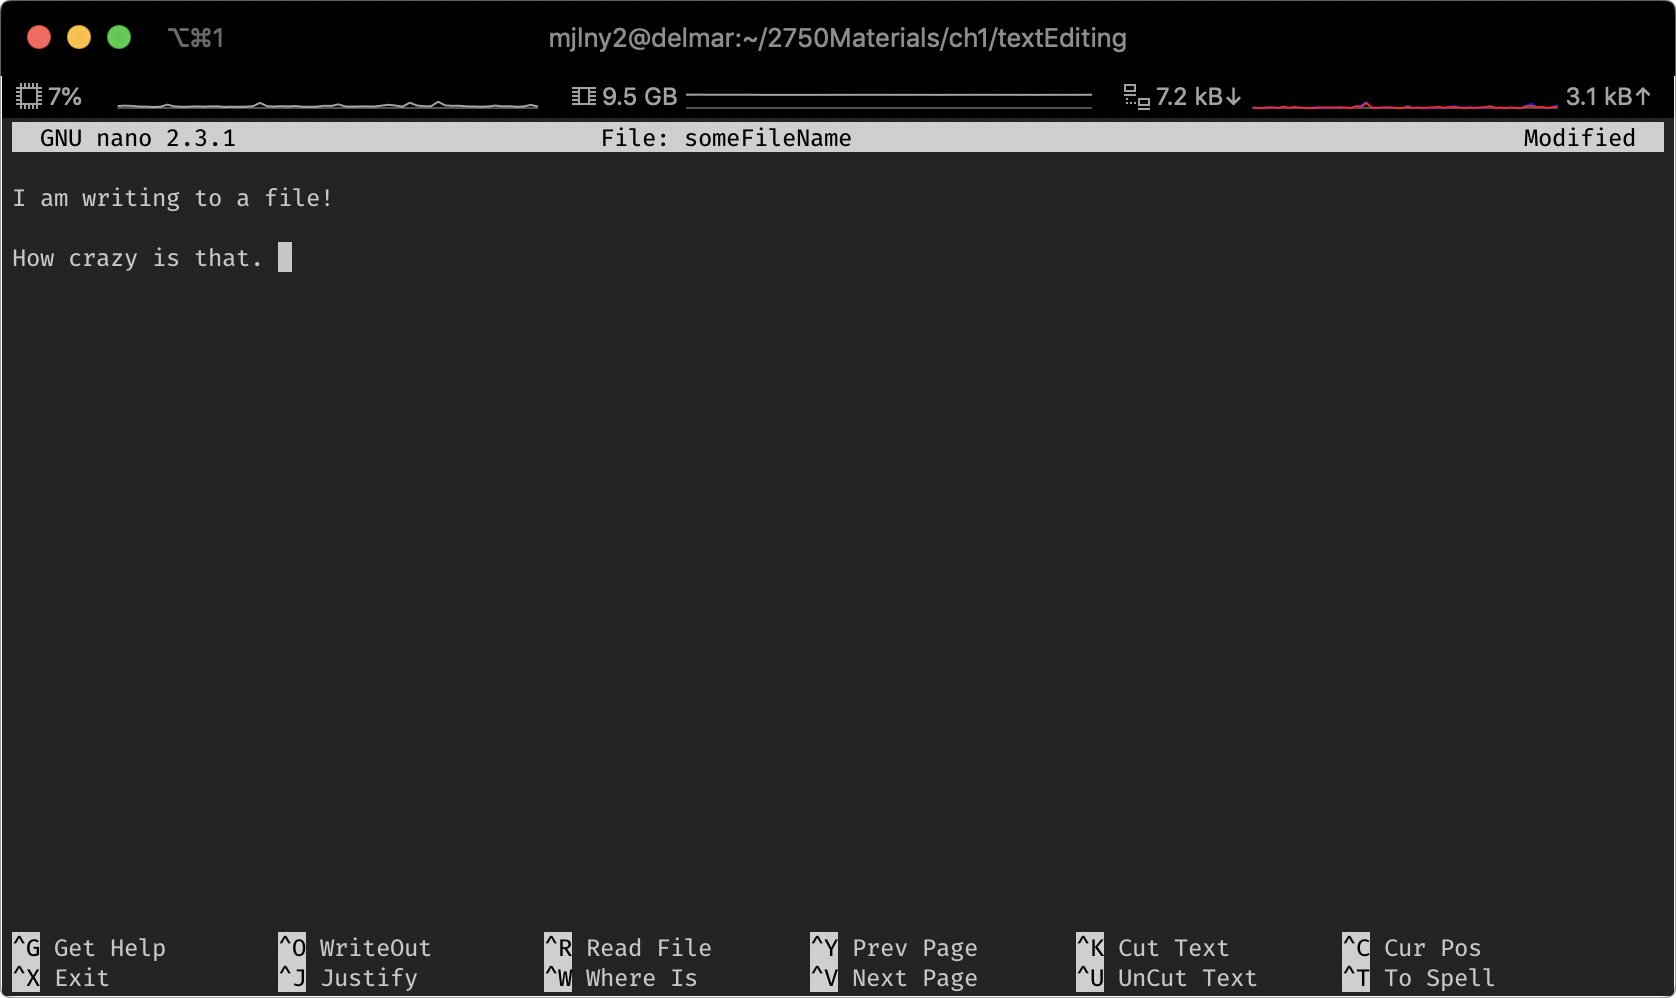 ⌥⌘1 mjlny2@delmar:~/2750Materials/ch1/textEditing
7% 9.5 GB 7.2 kB↓ 3.1 kB↑
GNU nano 2.3.1 File: someFileName Modified
I am writing to a file!
How crazy is that.
^G Get Help ^O WriteOut ^R Read File ^Y Prev Page ^K Cut Text ^C Cur Pos
^X Exit ^J Justify ^W Where Is ^V Next Page ^U UnCut Text ^T To Spell